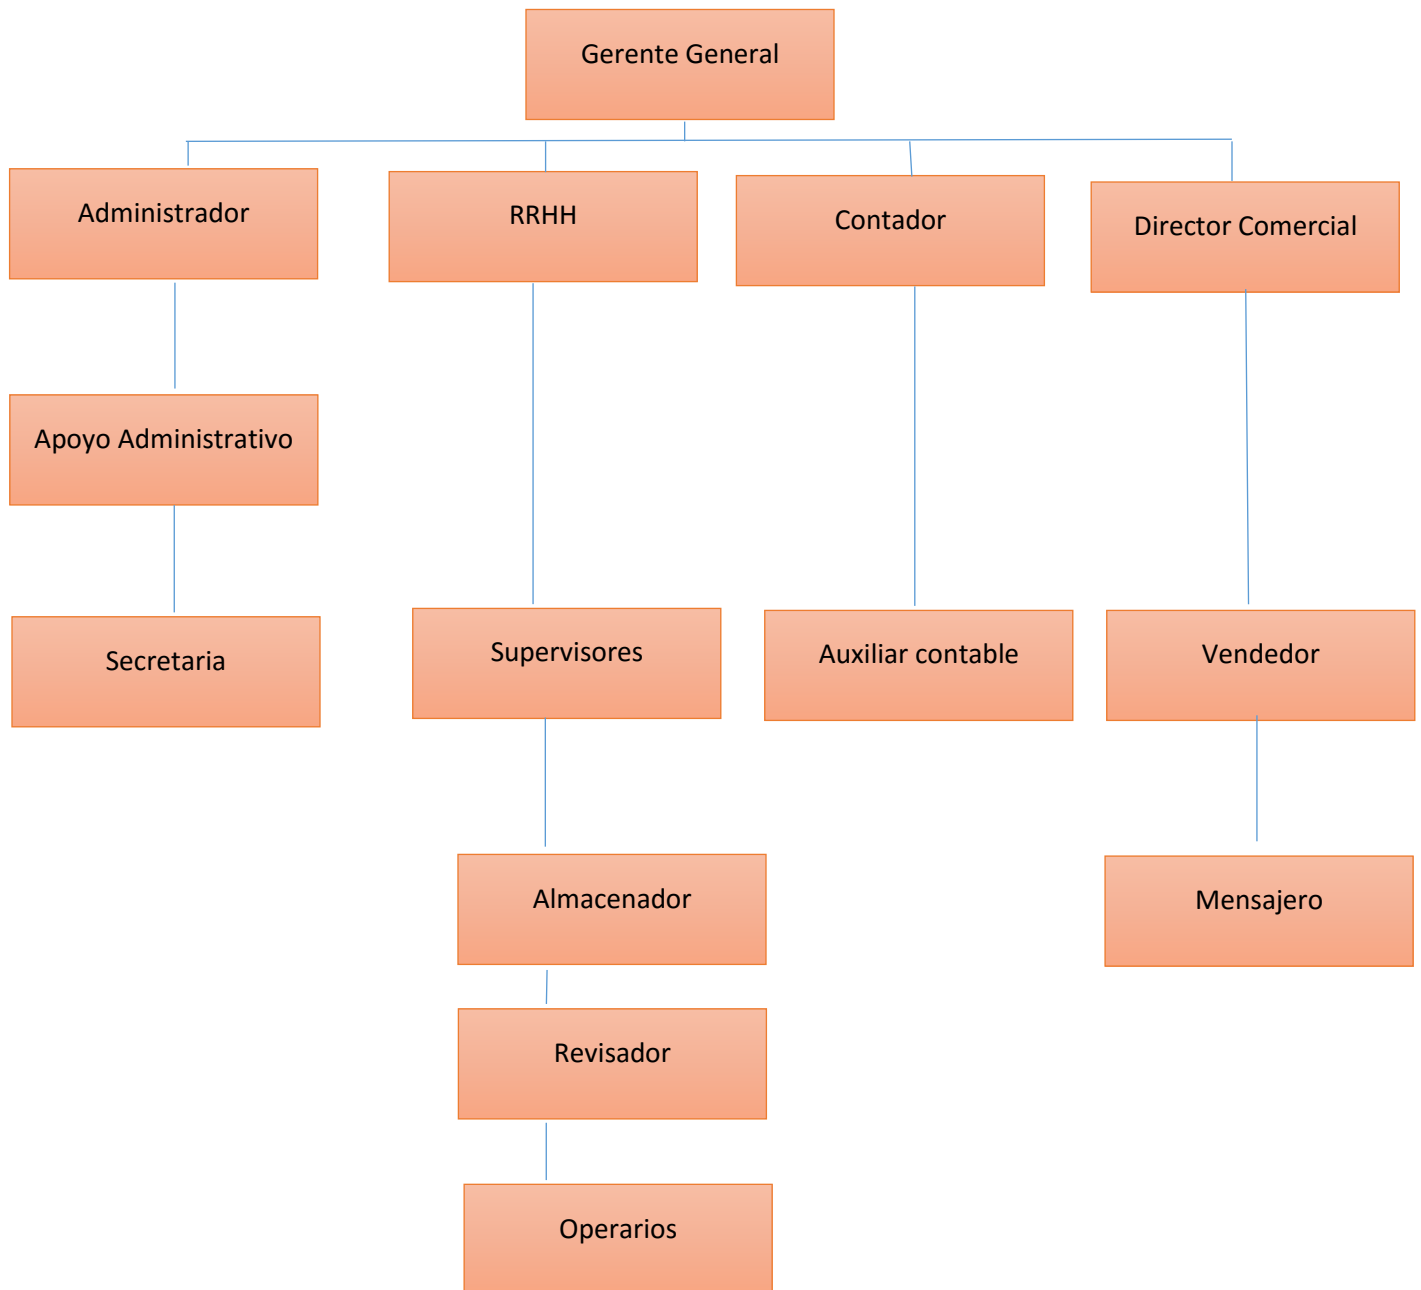 Gerente General
Administrador
RRHH
Contador
Director Comercial
Apoyo Administrativo
Secretaria
Supervisores
Auxiliar contable
Vendedor
Almacenador
Mensajero
Revisador
Operarios